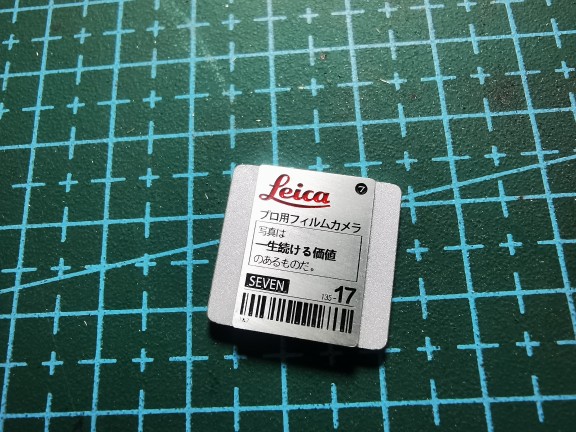 Leica
7
プロ用フィルムカメラ
写真は
一生続ける価値
のあるものだ。
SEVEN
135-17